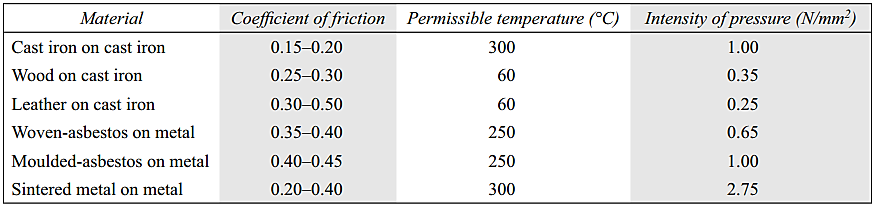 Material Coefficient of friction Permissible temperature (°C) Intensity of pressure (N/mm²)
Cast iron on cast iron 0.15–0.20 300 1.00
Wood on cast iron 0.25–0.30 60 0.35
Leather on cast iron 0.30–0.50 60 0.25
Woven-asbestos on metal 0.35–0.40 250 0.65
Moulded-asbestos on metal 0.40–0.45 250 1.00
Sintered metal on metal 0.20–0.40 300 2.75